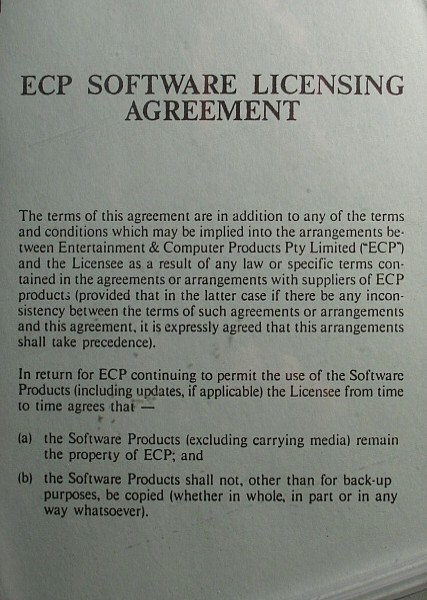 ECP SOFTWARE LICENSING
AGREEMENT
The terms of this agreement are in addition to any of the terms
and conditions which may be implied into the arrangements be-
tween Entertainment & Computer Products Pty Limited ("ECP")
and the Licensee as a result of any law or specific terms con-
tained in the agreements or arrangements with suppliers of ECP
products (provided that in the latter case if there be any incon-
sistency between the terms of such agreements or arrangements
and this agreement, it is expressly agreed that this arrangements
shall take precedence).
In return for ECP continuing to permit the use of the Software
Products (including updates, if applicable) the Licensee from time
to time agrees that —
(a) the Software Products (excluding carrying media) remain
the property of ECP; and
(b) the Software Products shall not, other than for back-up
purposes, be copied (whether in whole, in part or in any
way whatsoever).